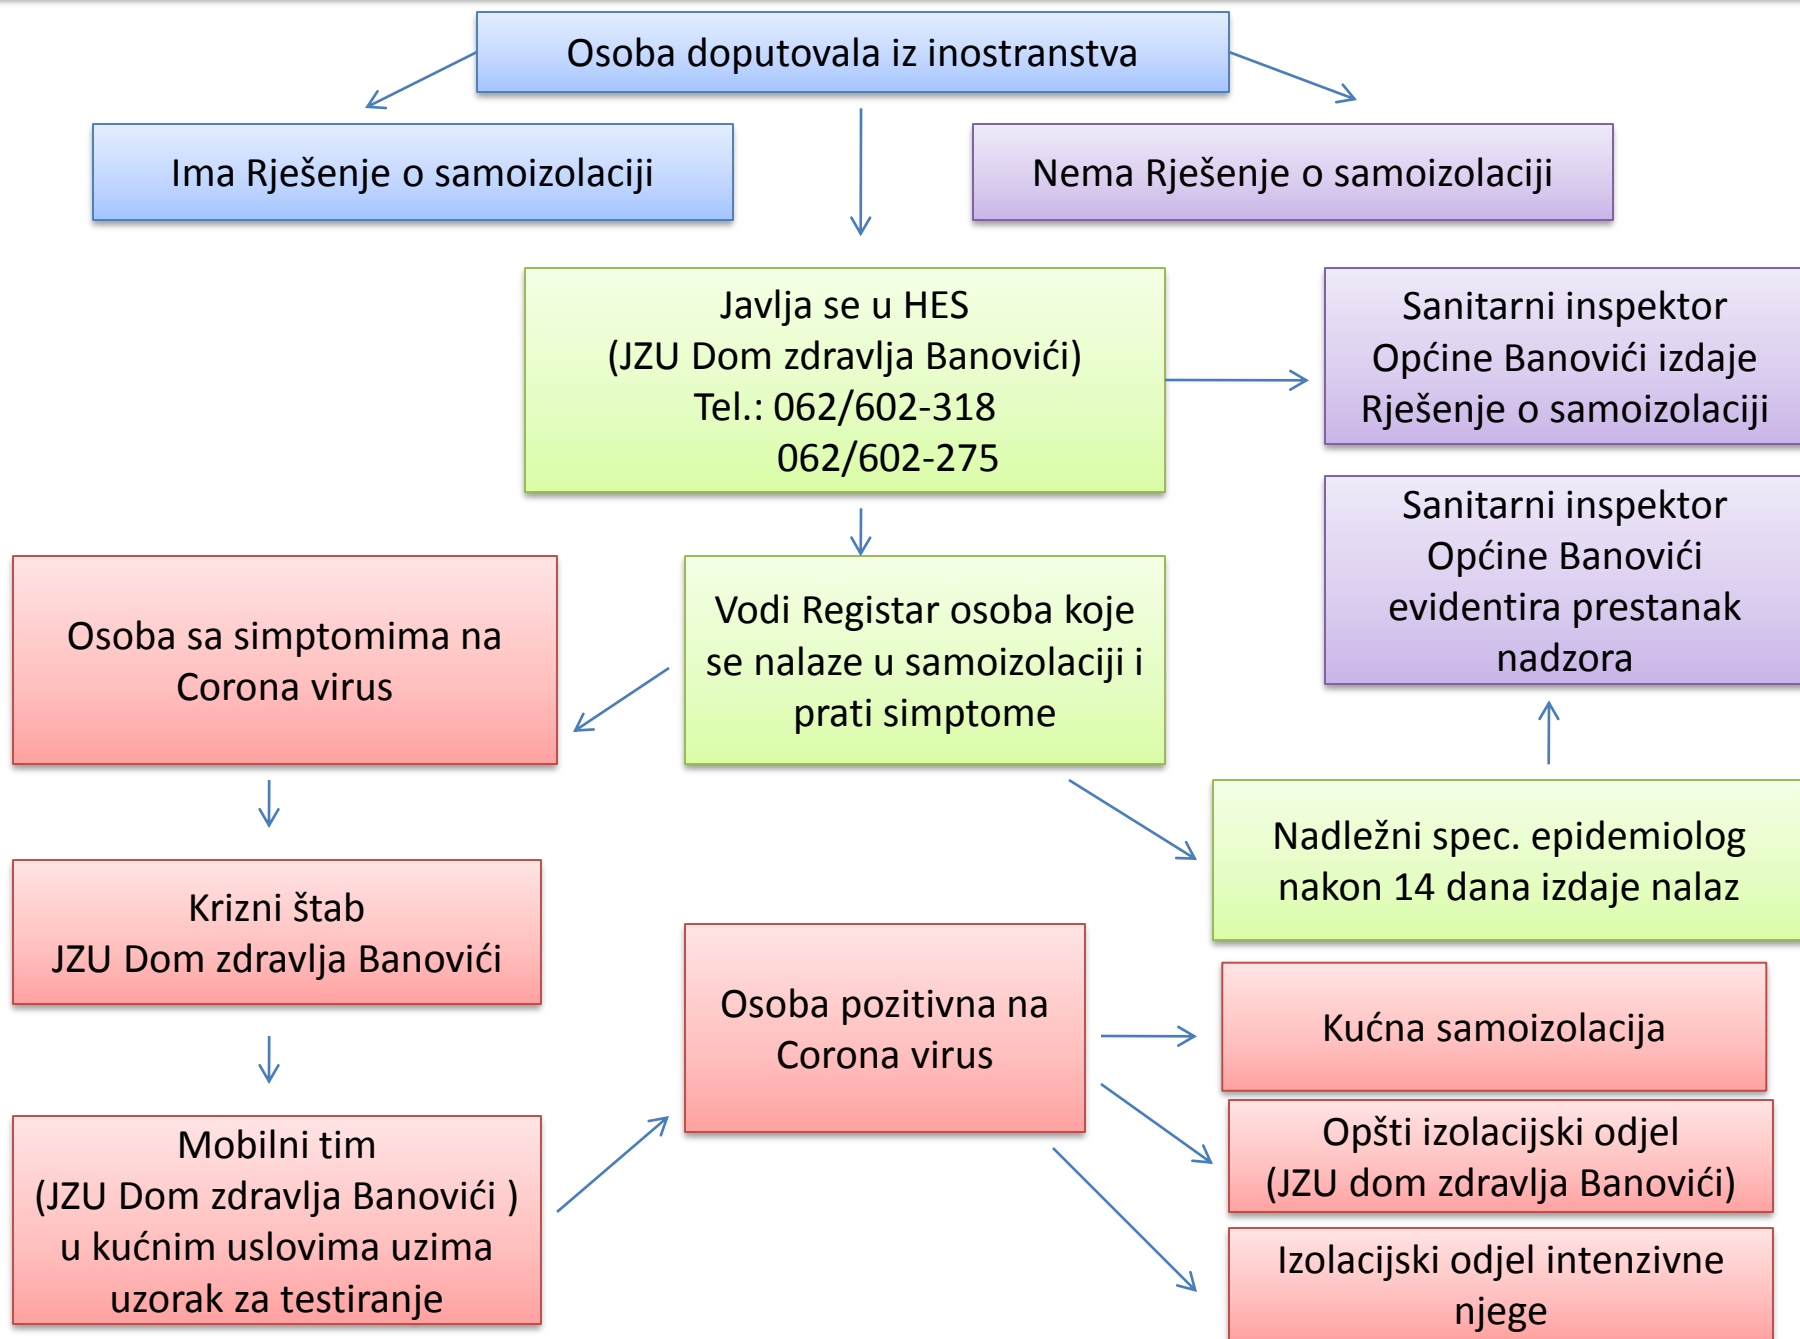 Osoba doputovala iz inostranstva
Ima Rješenje o samoizolaciji
Nema Rješenje o samoizolaciji
Javlja se u HES
(JZU Dom zdravlja Banovići)
Tel.: 062/602-318
062/602-275
Sanitarni inspektor
Općine Banovići izdaje
Rješenje o samoizolaciji
Sanitarni inspektor
Općine Banovići
evidentira prestanak
nadzora
Osoba sa simptomima na
Corona virus
Vodi Registar osoba koje
se nalaze u samoizolaciji i
prati simptome
Nadležni spec. epidemiolog
nakon 14 dana izdaje nalaz
Krizni štab
JZU Dom zdravlja Banovići
Osoba pozitivna na
Corona virus
Kućna samoizolacija
Mobilni tim
(JZU Dom zdravlja Banovići )
u kućnim uslovima uzima
uzorak za testiranje
Opšti izolacijski odjel
(JZU dom zdravlja Banovići)
Izolacijski odjel intenzivne
njege